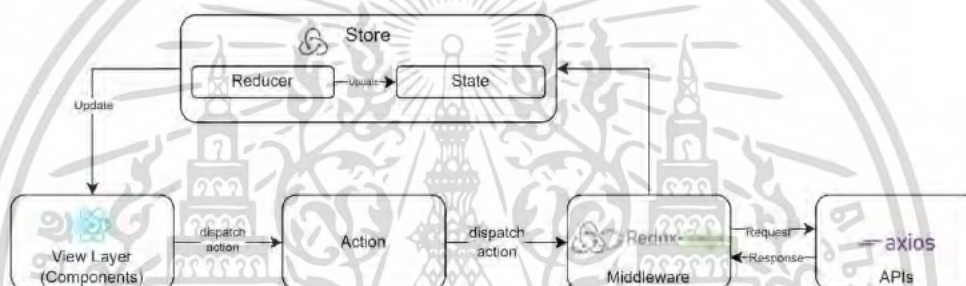 Store
Reducer
Update
State
Update
View Layer
(Components)
dispatch
action
Action
dispatch
action
Redux-
Middleware
Request
Response
axios
APIs